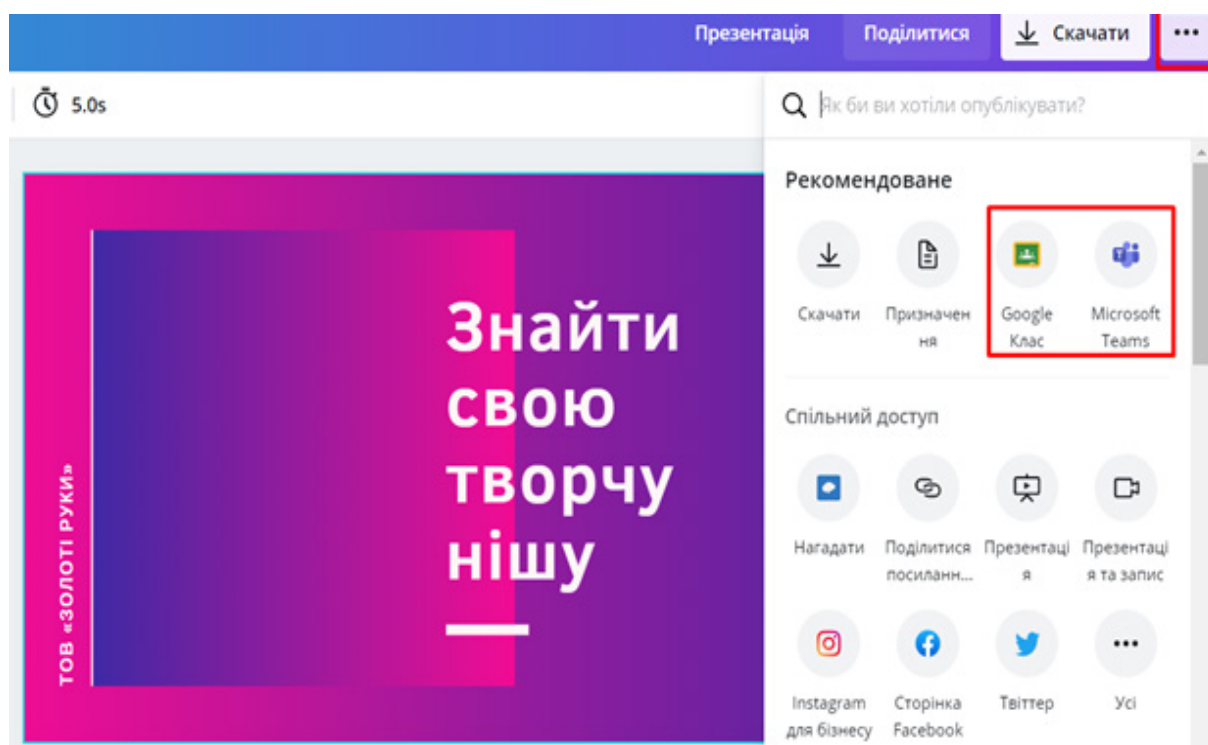 Презентація Поділитися Скачати
5.0s
Як би ви хотіли опублікувати?
Рекомендоване
Скачати
Призначен
ня
Google
Клас
Microsoft
Teams
Знайти
свою
творчу
нішу
ТОВ «ЗОЛОТІ РУКИ»
Спільний доступ
Нагадати
Поділитися
посиланн...
Презентаці
я
Презентаці
я та запис
Instagram
для бізнесу
Сторінка
Facebook
Твіттер
Усі